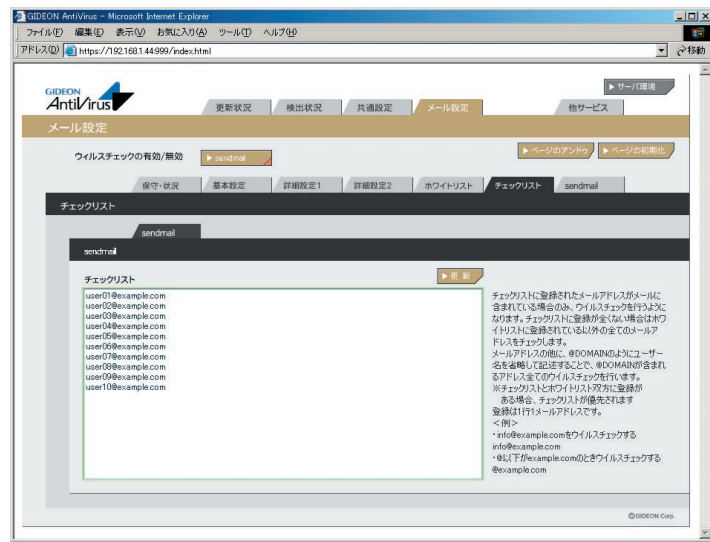 GIDEON AntiVirus - Microsoft Internet Explorer
ファイル(F) 編集(E) 表示(V) お気に入り(A) ツール(T) ヘルプ(H)
アドレス(D) https://192.168.1.44:999/index.html 移動
サーバ環境
GIDEON
AntiVirus
更新状況 検出状況 共通設定 メール設定 他サービス
メール設定
ウィルスチェックの有効/無効 sendmail ページのアンドゥ ページの初期化
保守・状況 基本設定 詳細設定1 詳細設定2 ホワイトリスト チェックリスト sendmail
チェックリスト
sendmail
sendmail
チェックリスト 更 新
user01@example.com
user02@example.com
user03@example.com
user04@example.com
user05@example.com
user06@example.com
user07@example.com
user08@example.com
user09@example.com
user10@example.com
チェックリストに登録されたメールアドレスがメールに
含まれている場合のみ、ウイルスチェックを行うように
なります。チェックリストに登録が全くない場合はホワ
イトリストに登録されている以外の全てのメールア
ドレスをチェックします。
メールアドレスの他に、@DOMAINのようにユーザー
名を省略して記述することで、@DOMAINが含まれ
るアドレス全てのウイルスチェックを行います。
※チェックリストとホワイトリスト双方に登録が
ある場合、チェックリストが優先されます
登録は1行1メールアドレスです。
<例>
・info@example.comをウイルスチェックする
info@example.com
・@以下がexample.comのときウイルスチェックする
@example.com
©GIDEON Corp.